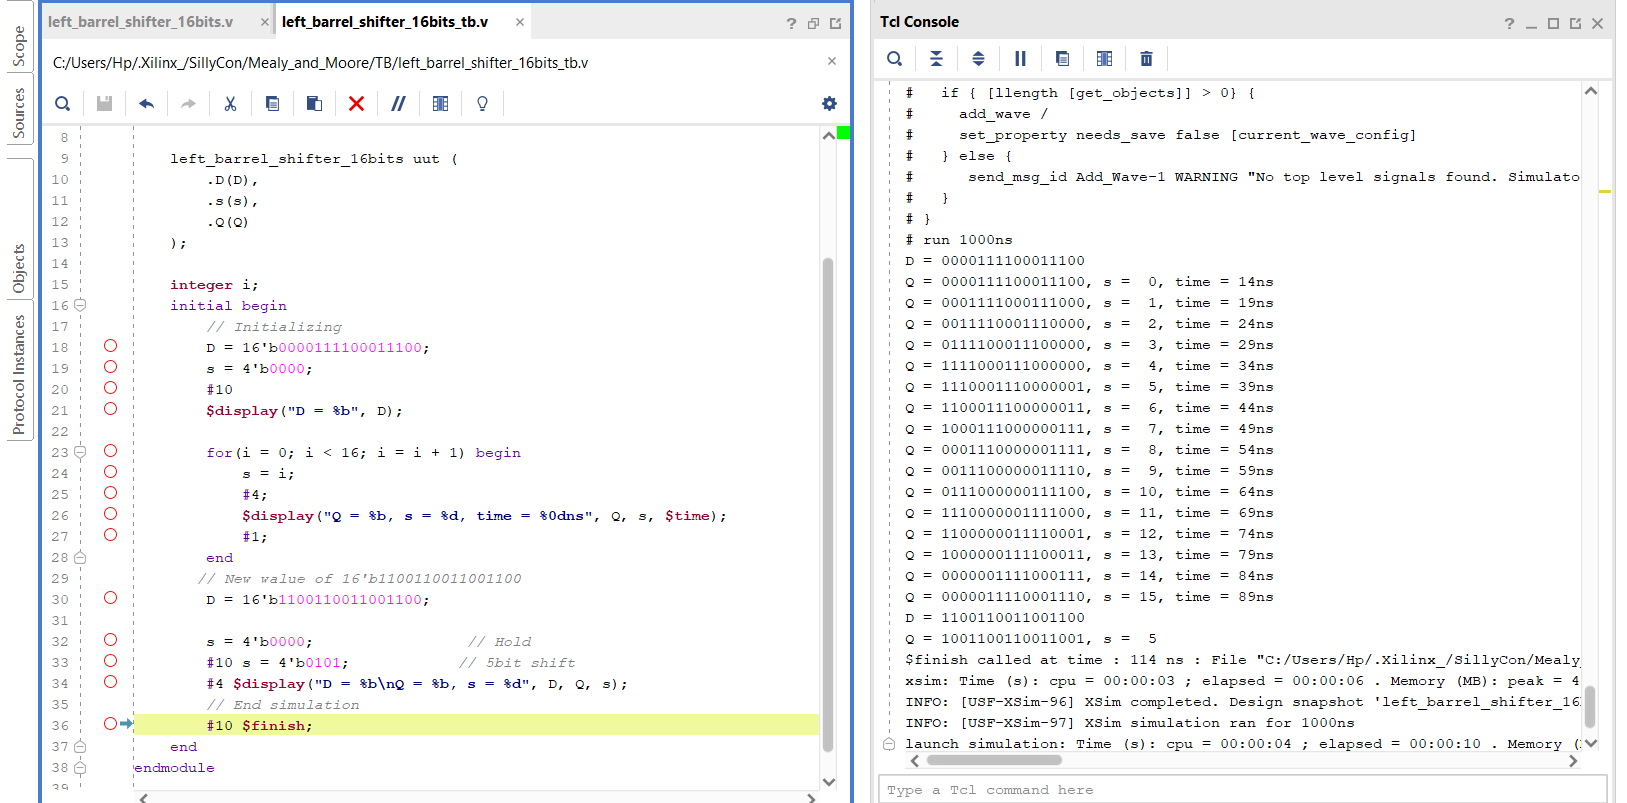 Scope
Sources
Objects
Protocol Instances
left_barrel_shifter_16bits.v × left_barrel_shifter_16bits_tb.v ×
C:/Users/Hp/.Xilinx_/SillyCon/Mealy_and_Moore/TB/left_barrel_shifter_16bits_tb.v ×
8
9 left_barrel_shifter_16bits uut (
10 .D(D),
11 .s(s),
12 .Q(Q)
13 );
14
15 integer i;
16 initial begin
17 // Initializing
18 D = 16'b0000111100011100;
19 s = 4'b0000;
20 #10
21 $display("D = %b", D);
22
23 for(i = 0; i < 16; i = i + 1) begin
24 s = i;
25 #4;
26 $display("Q = %b, s = %d, time = %0dns", Q, s, $time);
27 #1;
28 end
29 // New walue of 16'b1100110011001100
30 D = 16'b1100110011001100;
31
32 s = 4'b0000; // Hold
33 #10 s = 4'b0101; // 5bit shift
34 #4 $display("D = %b\nQ = %b, s = %d", D, Q, s);
35 // End simulation
36 #10 $finish;
37 end
38 endmodule
39
Tcl Console
# if { [llength [get_objects]] > 0} {
# add_wave /
# set_property needs_save false [current_wave_config]
# } else {
# send_msg_id Add_Wave-1 WARNING "No top level signals found. Simulato
# }
# }
# run 1000ns
D = 0000111100011100
Q = 0000111100011100, s =  0, time = 14ns
Q = 0001111000111000, s =  1, time = 19ns
Q = 0011110001110000, s =  2, time = 24ns
Q = 0111100011100000, s =  3, time = 29ns
Q = 1111000111000000, s =  4, time = 34ns
Q = 1110001110000001, s =  5, time = 39ns
Q = 1100011100000011, s =  6, time = 44ns
Q = 1000111000000111, s =  7, time = 49ns
Q = 0001110000001111, s =  8, time = 54ns
Q = 0011100000011110, s =  9, time = 59ns
Q = 0111000000111100, s = 10, time = 64ns
Q = 1110000001111000, s = 11, time = 69ns
Q = 1100000011110001, s = 12, time = 74ns
Q = 1000000111100011, s = 13, time = 79ns
Q = 0000001111000111, s = 14, time = 84ns
Q = 0000011110001110, s = 15, time = 89ns
D = 1100110011001100
Q = 1001100110011001, s =  5
$finish called at time : 114 ns : File "C:/Users/Hp/.Xilinx_/SillyCon/Mealy_
xsim: Time (s): cpu = 00:00:03 ; elapsed = 00:00:06 . Memory (MB): peak = 4
INFO: [USF-XSim-96] XSim completed. Design snapshot 'left_barrel_shifter_16
INFO: [USF-XSim-97] XSim simulation ran for 1000ns
launch simulation: Time (s): cpu = 00:00:04 ; elapsed = 00:00:10 . Memory (
Type a Tcl command here